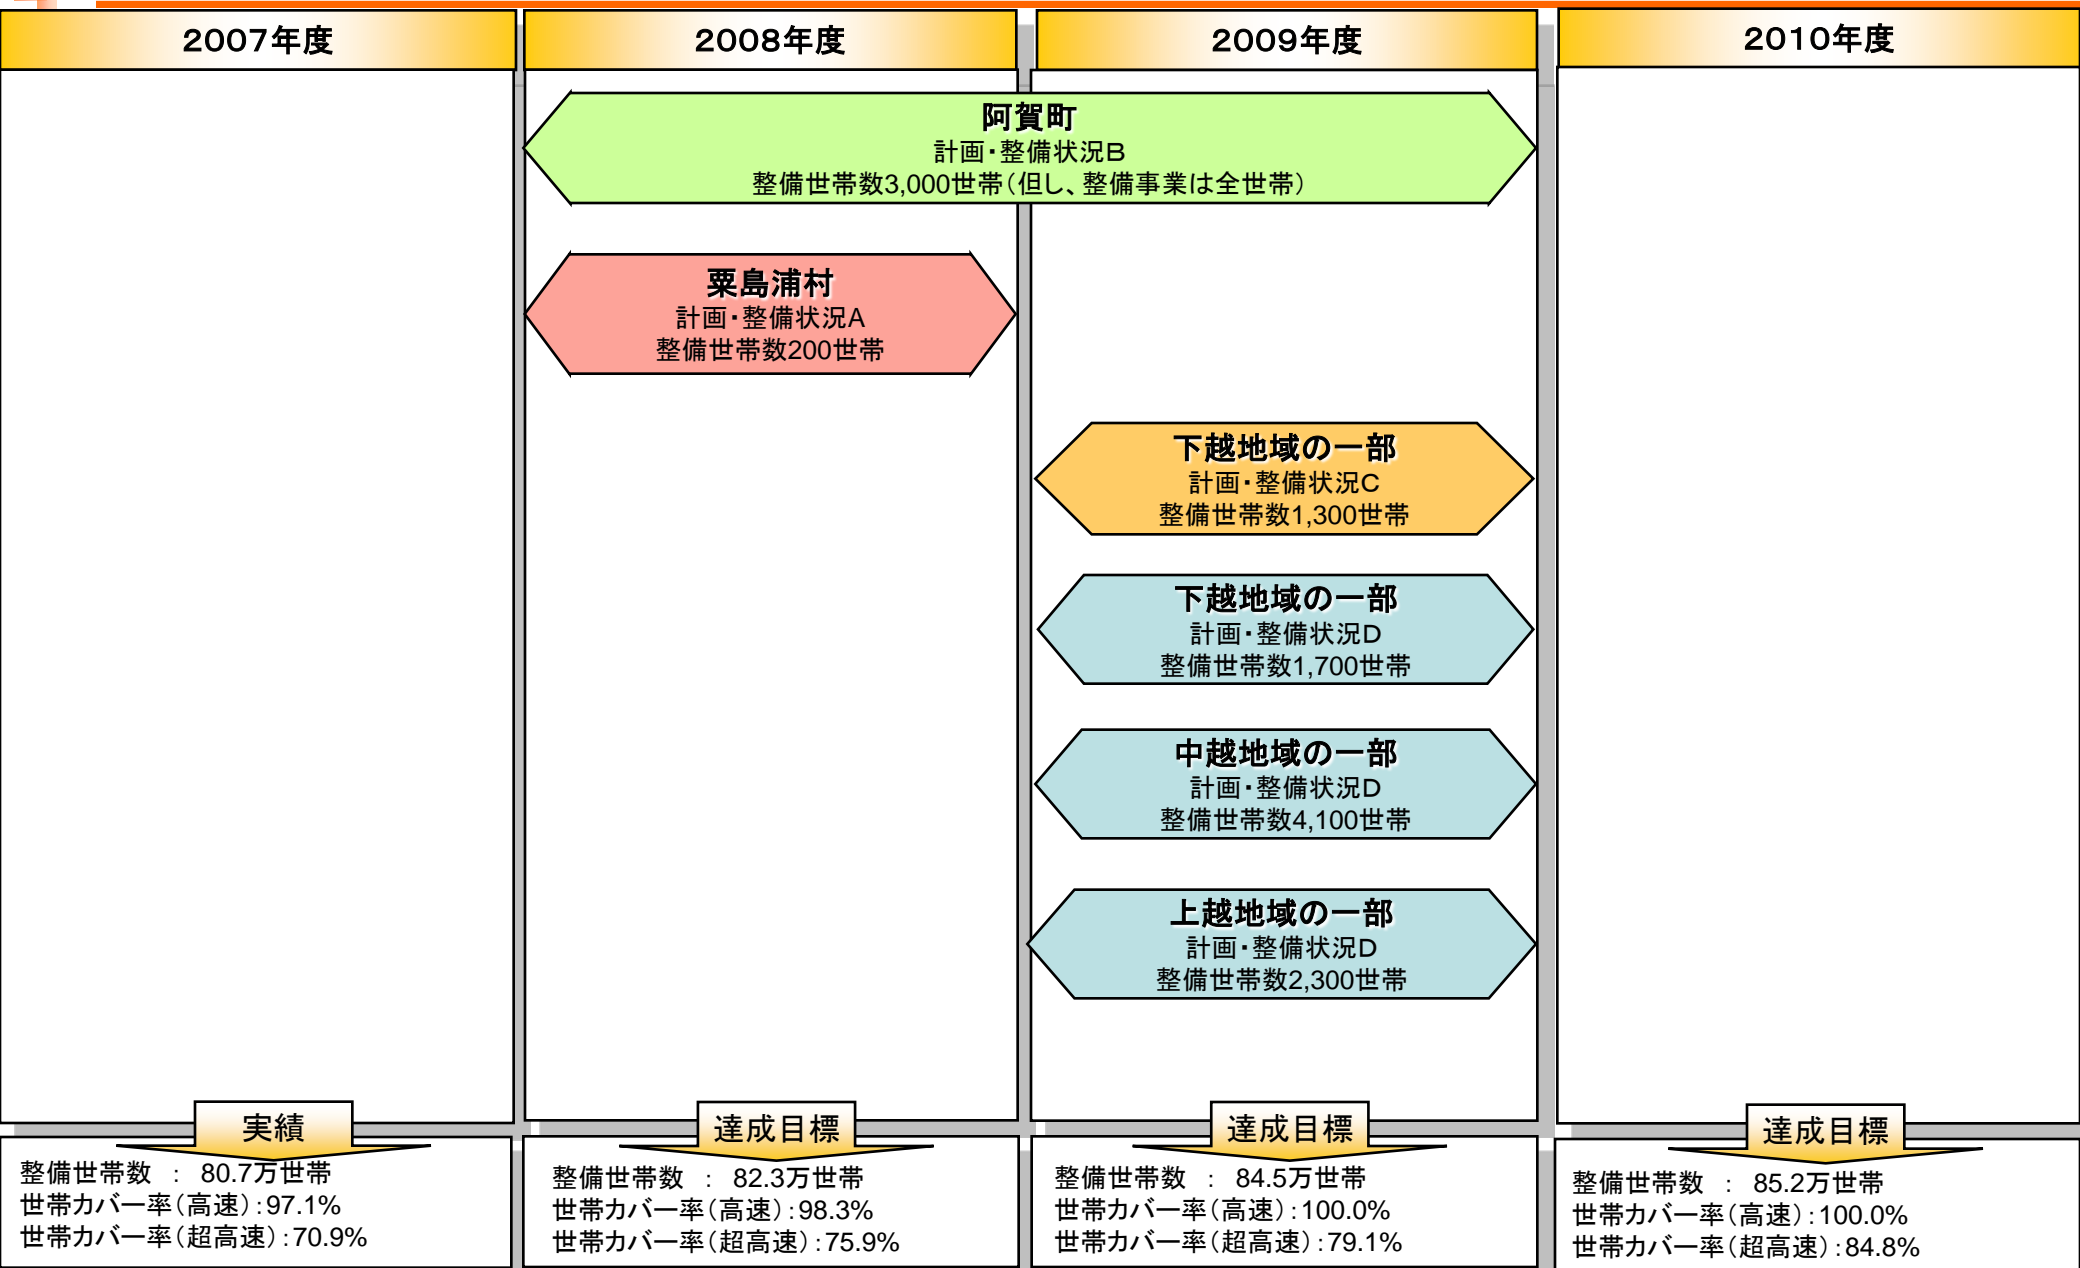 2007年度
2008年度
2009年度
2010年度
阿賀町
計画・整備状況B
整備世帯数3,000世帯（但し、整備事業は全世帯）
粟島浦村
計画・整備状況A
整備世帯数200世帯
下越地域の一部
計画・整備状況C
整備世帯数1,300世帯
下越地域の一部
計画・整備状況D
整備世帯数1,700世帯
中越地域の一部
計画・整備状況D
整備世帯数4,100世帯
上越地域の一部
計画・整備状況D
整備世帯数2,300世帯
実績
整備世帯数 ： 80.7万世帯
世帯カバー率（高速）：97.1%
世帯カバー率（超高速）：70.9%
達成目標
整備世帯数 ： 82.3万世帯
世帯カバー率（高速）：98.3%
世帯カバー率（超高速）：75.9%
達成目標
整備世帯数 ： 84.5万世帯
世帯カバー率（高速）：100.0%
世帯カバー率（超高速）：79.1%
達成目標
整備世帯数 ： 85.2万世帯
世帯カバー率（高速）：100.0%
世帯カバー率（超高速）：84.8%